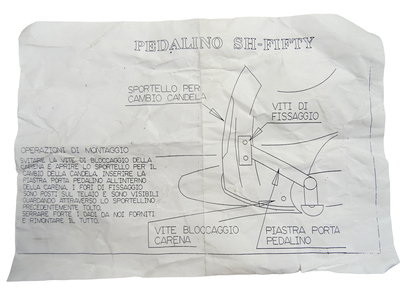 PEDALINO SH-FIFTY
SPORTELLO PER
CAMBIO CANDELA
VITI DI
FISSAGGIO
OPERAZIONI DI MONTAGGIO
SVITARE LA VITE DI BLOCCAGGIO DELLA
CARENA E APRIRE LO SPORTELLO PER IL
CAMBIO DELLA CANDELA. INSERIRE LA
PIASTRA PORTA PEDALINO ALL'INTERNO
DELLA CARENA. I FORI DI FISSAGGIO
SONO POSTI SUL TELAIO E SONO VISIBILI
GUARDANDO ATTRAVERSO LO SPORTELLINO
PRECEDENTEMENTE TOLTO.
SERRARE FORTE I DADI DA NOI FORNITI
E RIMONTARE IL TUTTO.
VITE BLOCCAGGIO
CARENA
PIASTRA PORTA
PEDALINO